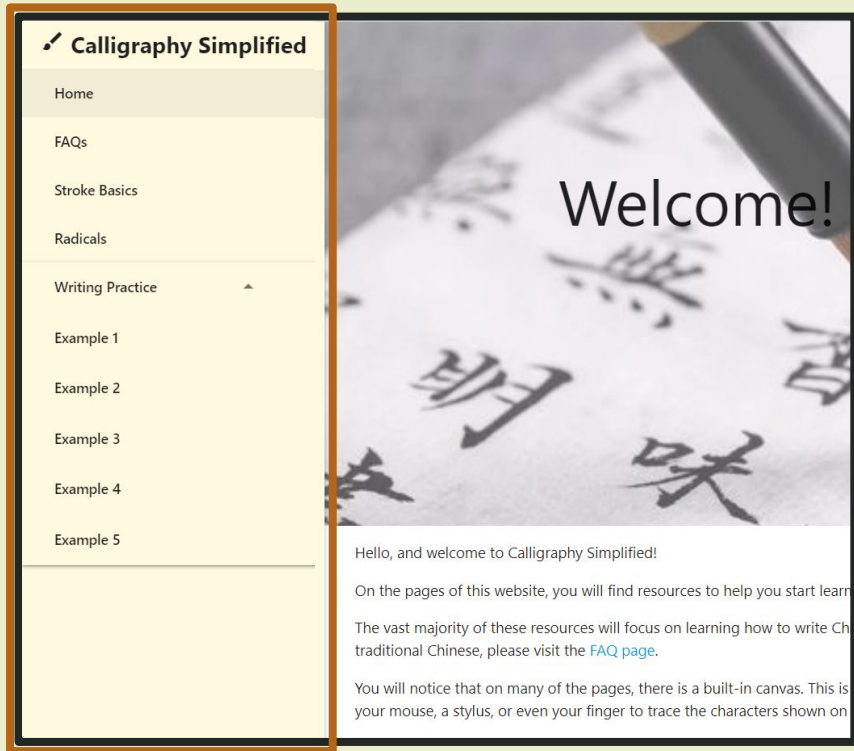 Calligraphy Simplified
Home
FAQs
Stroke Basics
Radicals
Writing Practice
Example 1
Example 2
Example 3
Example 4
Example 5
Welcome!
無
明
味
Hello, and welcome to Calligraphy Simplified!
On the pages of this website, you will find resources to help you start learn
The vast majority of these resources will focus on learning how to write Ch
traditional Chinese, please visit the FAQ page.
You will notice that on many of the pages, there is a built-in canvas. This is
your mouse, a stylus, or even your finger to trace the characters shown on